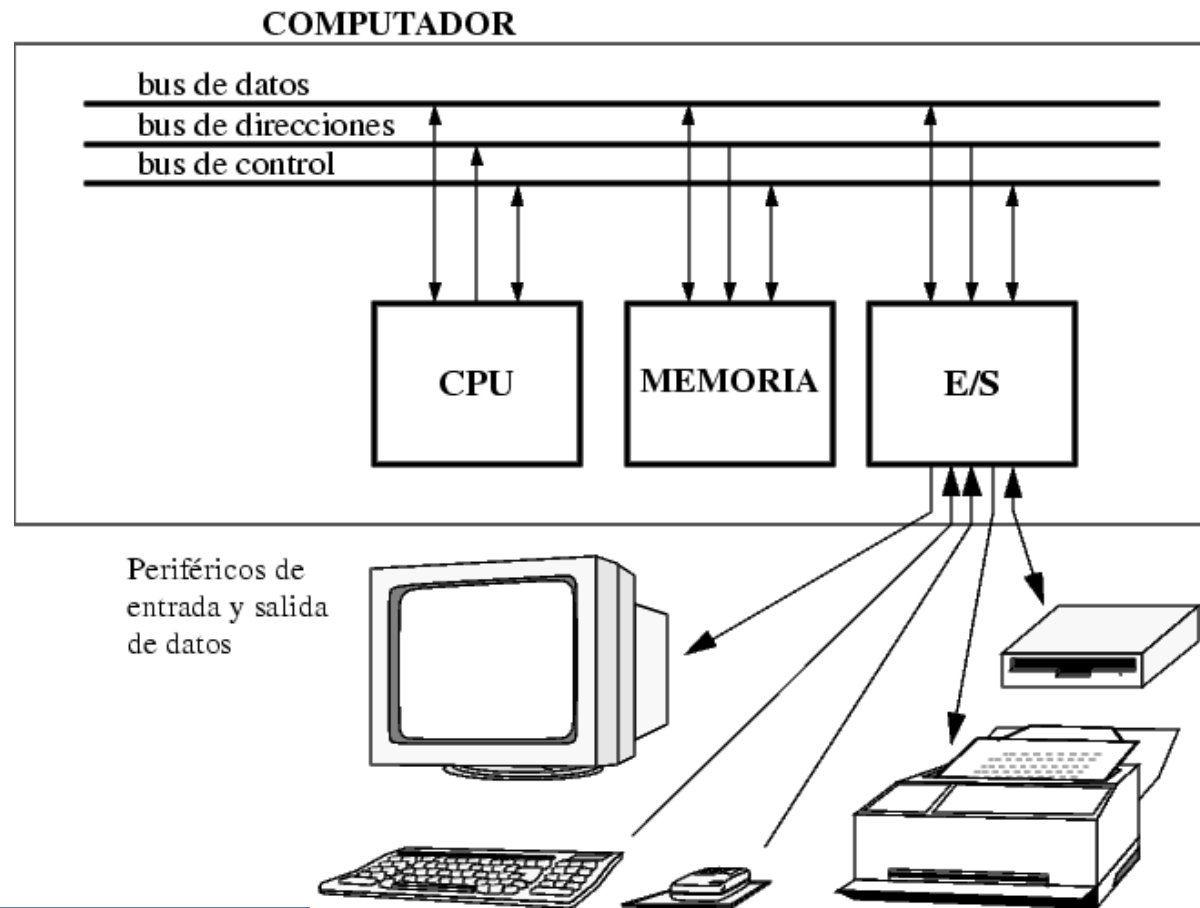 COMPUTADOR
bus de datos
bus de direcciones
bus de control
CPU
MEMORIA
E/S
Periféricos de
entrada y salida
de datos